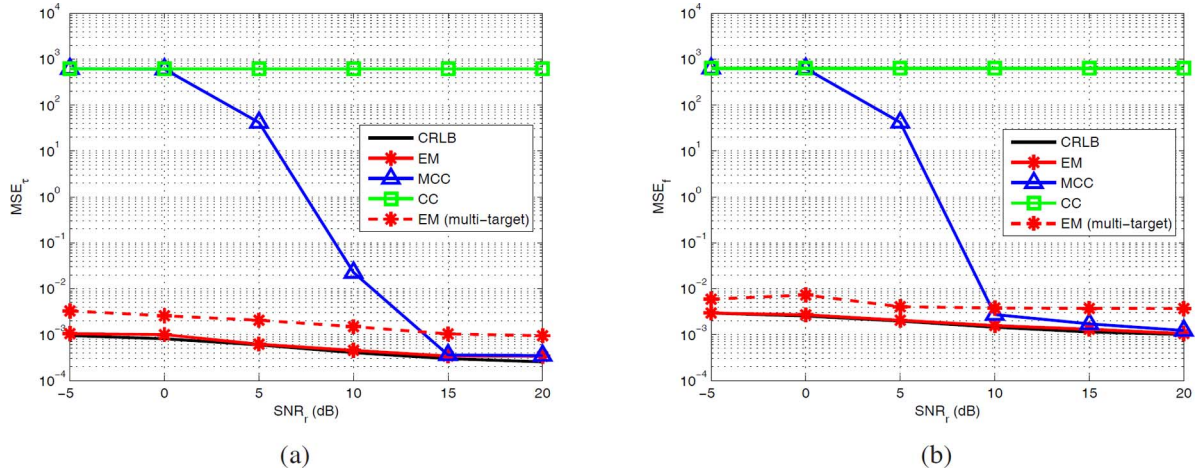 10^4
10^3
10^2
10^1
10^0
10^-1
10^-2
10^-3
10^-4
MSE_τ
−5
0
5
10
15
20
SNR_r (dB)
CRLB
EM
MCC
CC
EM (multi−target)
(a)
10^4
10^3
10^2
10^1
10^0
10^-1
10^-2
10^-3
10^-4
MSE_f
−5
0
5
10
15
20
SNR_r (dB)
CRLB
EM
MCC
CC
EM (multi−target)
(b)